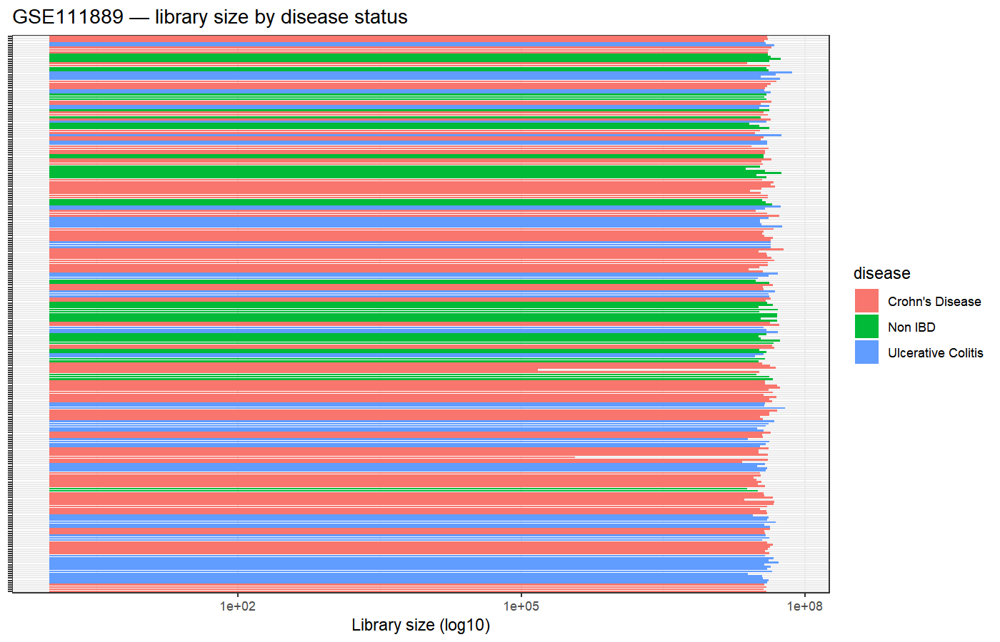 GSE111889 — library size by disease status
disease
Crohn's Disease
Non IBD
Ulcerative Colitis
1e+02
1e+05
1e+08
Library size (log10)